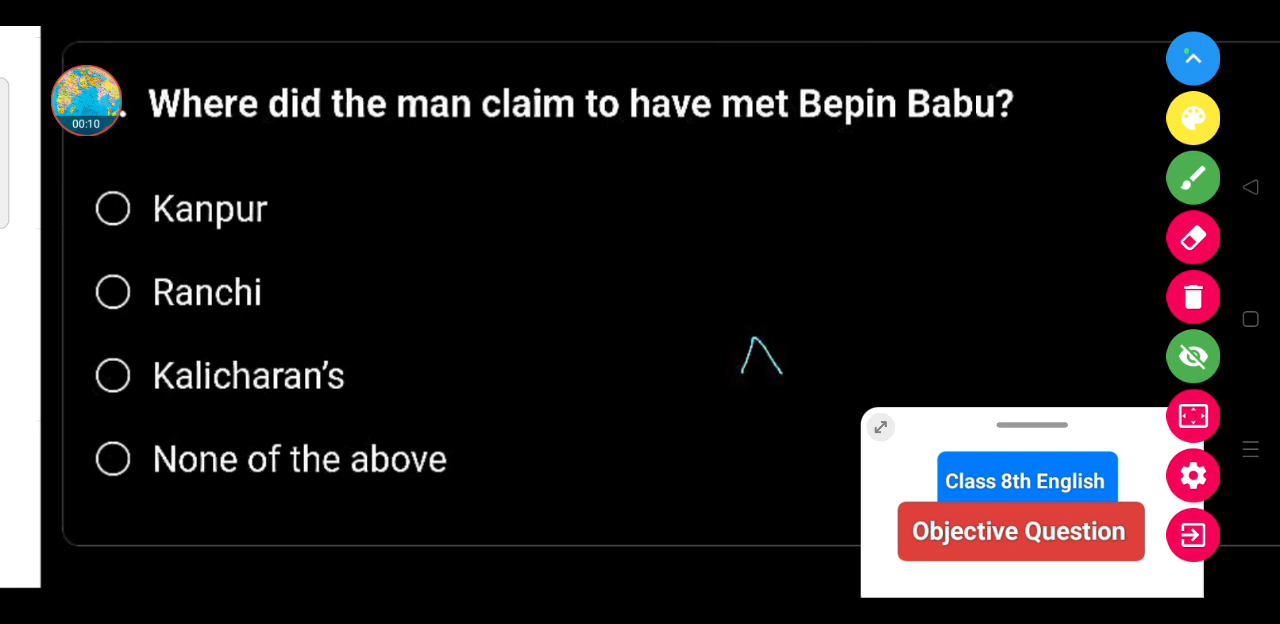 . Where did the man claim to have met Bepin Babu?
00:10
Kanpur
Ranchi
Kalicharan’s
None of the above
Class 8th English
Objective Question